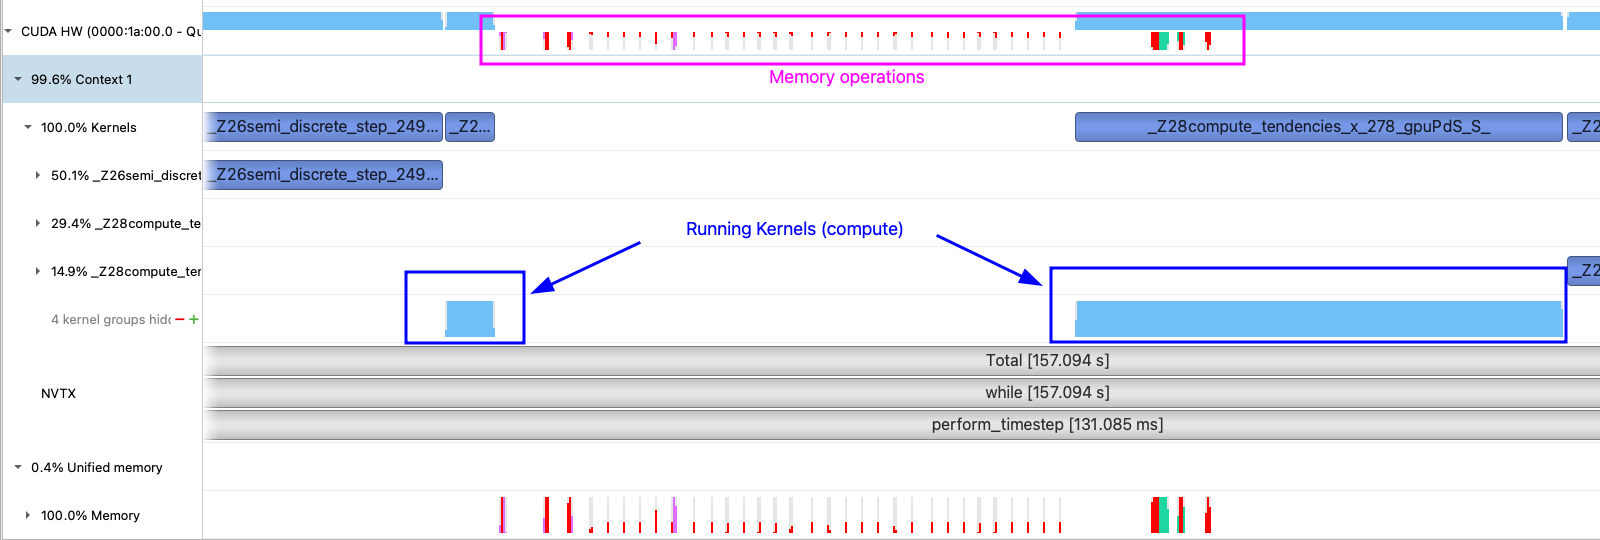 CUDA HW (0000:1a:00.0 - Qu
Memory operations
99.6% Context 1
100.0% Kernels
_Z26semi_discrete_step_249...
_Z2...
_Z28compute_tendencies_x_278_gpuPdS_S_
_Z2
50.1% _Z26semi_discret
_Z26semi_discrete_step_249...
29.4% _Z28compute_te
Running Kernels (compute)
14.9% _Z28compute_ter
_Z2
4 kernel groups hidd
Total [157.094 s]
NVTX
while [157.094 s]
perform_timestep [131.085 ms]
0.4% Unified memory
100.0% Memory